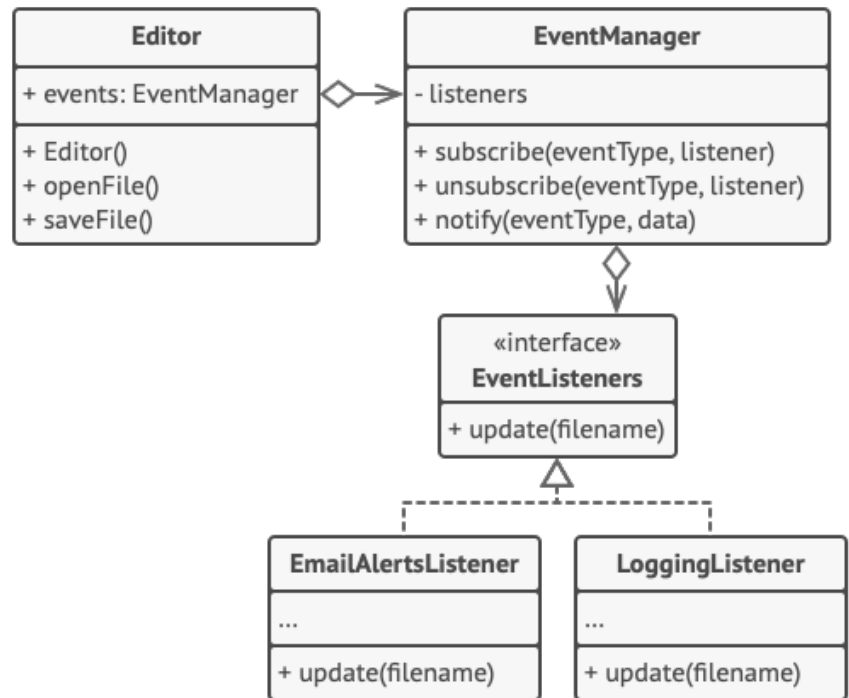 Editor
+ events: EventManager
+ Editor()
+ openFile()
+ saveFile()
EventManager
- listeners
+ subscribe(eventType, listener)
+ unsubscribe(eventType, listener)
+ notify(eventType, data)
«interface»
EventListeners
+ update(filename)
EmailAlertsListener
...
+ update(filename)
LoggingListener
...
+ update(filename)